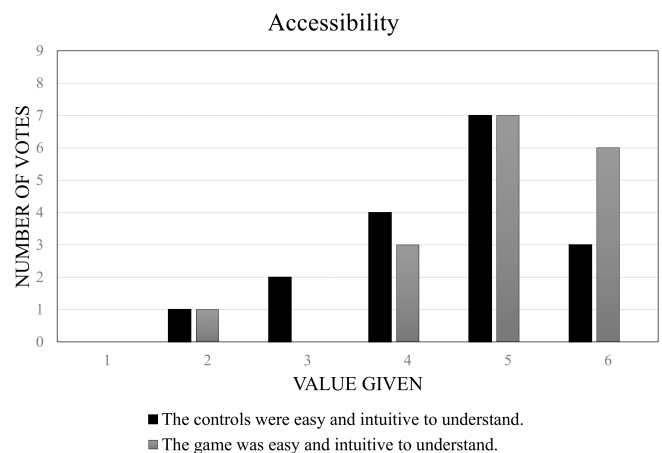 Accessibility
9
8
7
6
5
4
3
2
1
0
NUMBER OF VOTES
1 2 3 4 5 6
VALUE GIVEN
The controls were easy and intuitive to understand.
The game was easy and intuitive to understand.